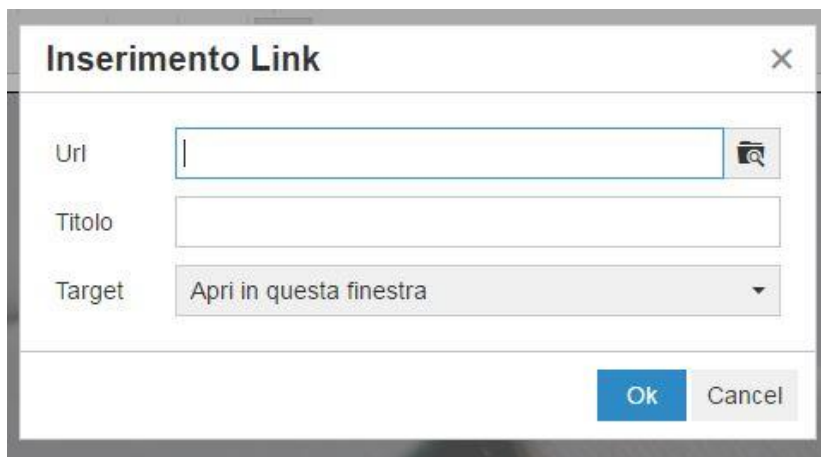 Inserimento Link
Url
Titolo
Target Apri in questa finestra
Ok Cancel